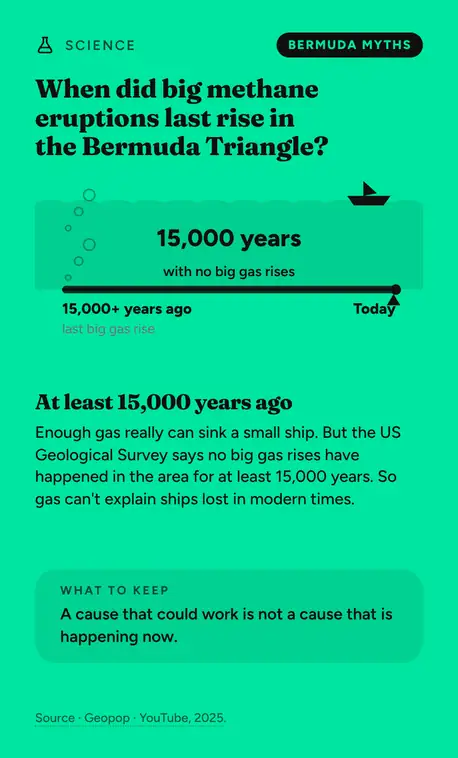 SCIENCE
BERMUDA MYTHS
When did big methane
eruptions last rise in
the Bermuda Triangle?
15,000 years
with no big gas rises
15,000+ years ago
Today
last big gas rise
At least 15,000 years ago
Enough gas really can sink a small ship. But the US
Geological Survey says no big gas rises have
happened in the area for at least 15,000 years. So
gas can't explain ships lost in modern times.
WHAT TO KEEP
A cause that could work is not a cause that is
happening now.
Source · Geopop · YouTube, 2025.